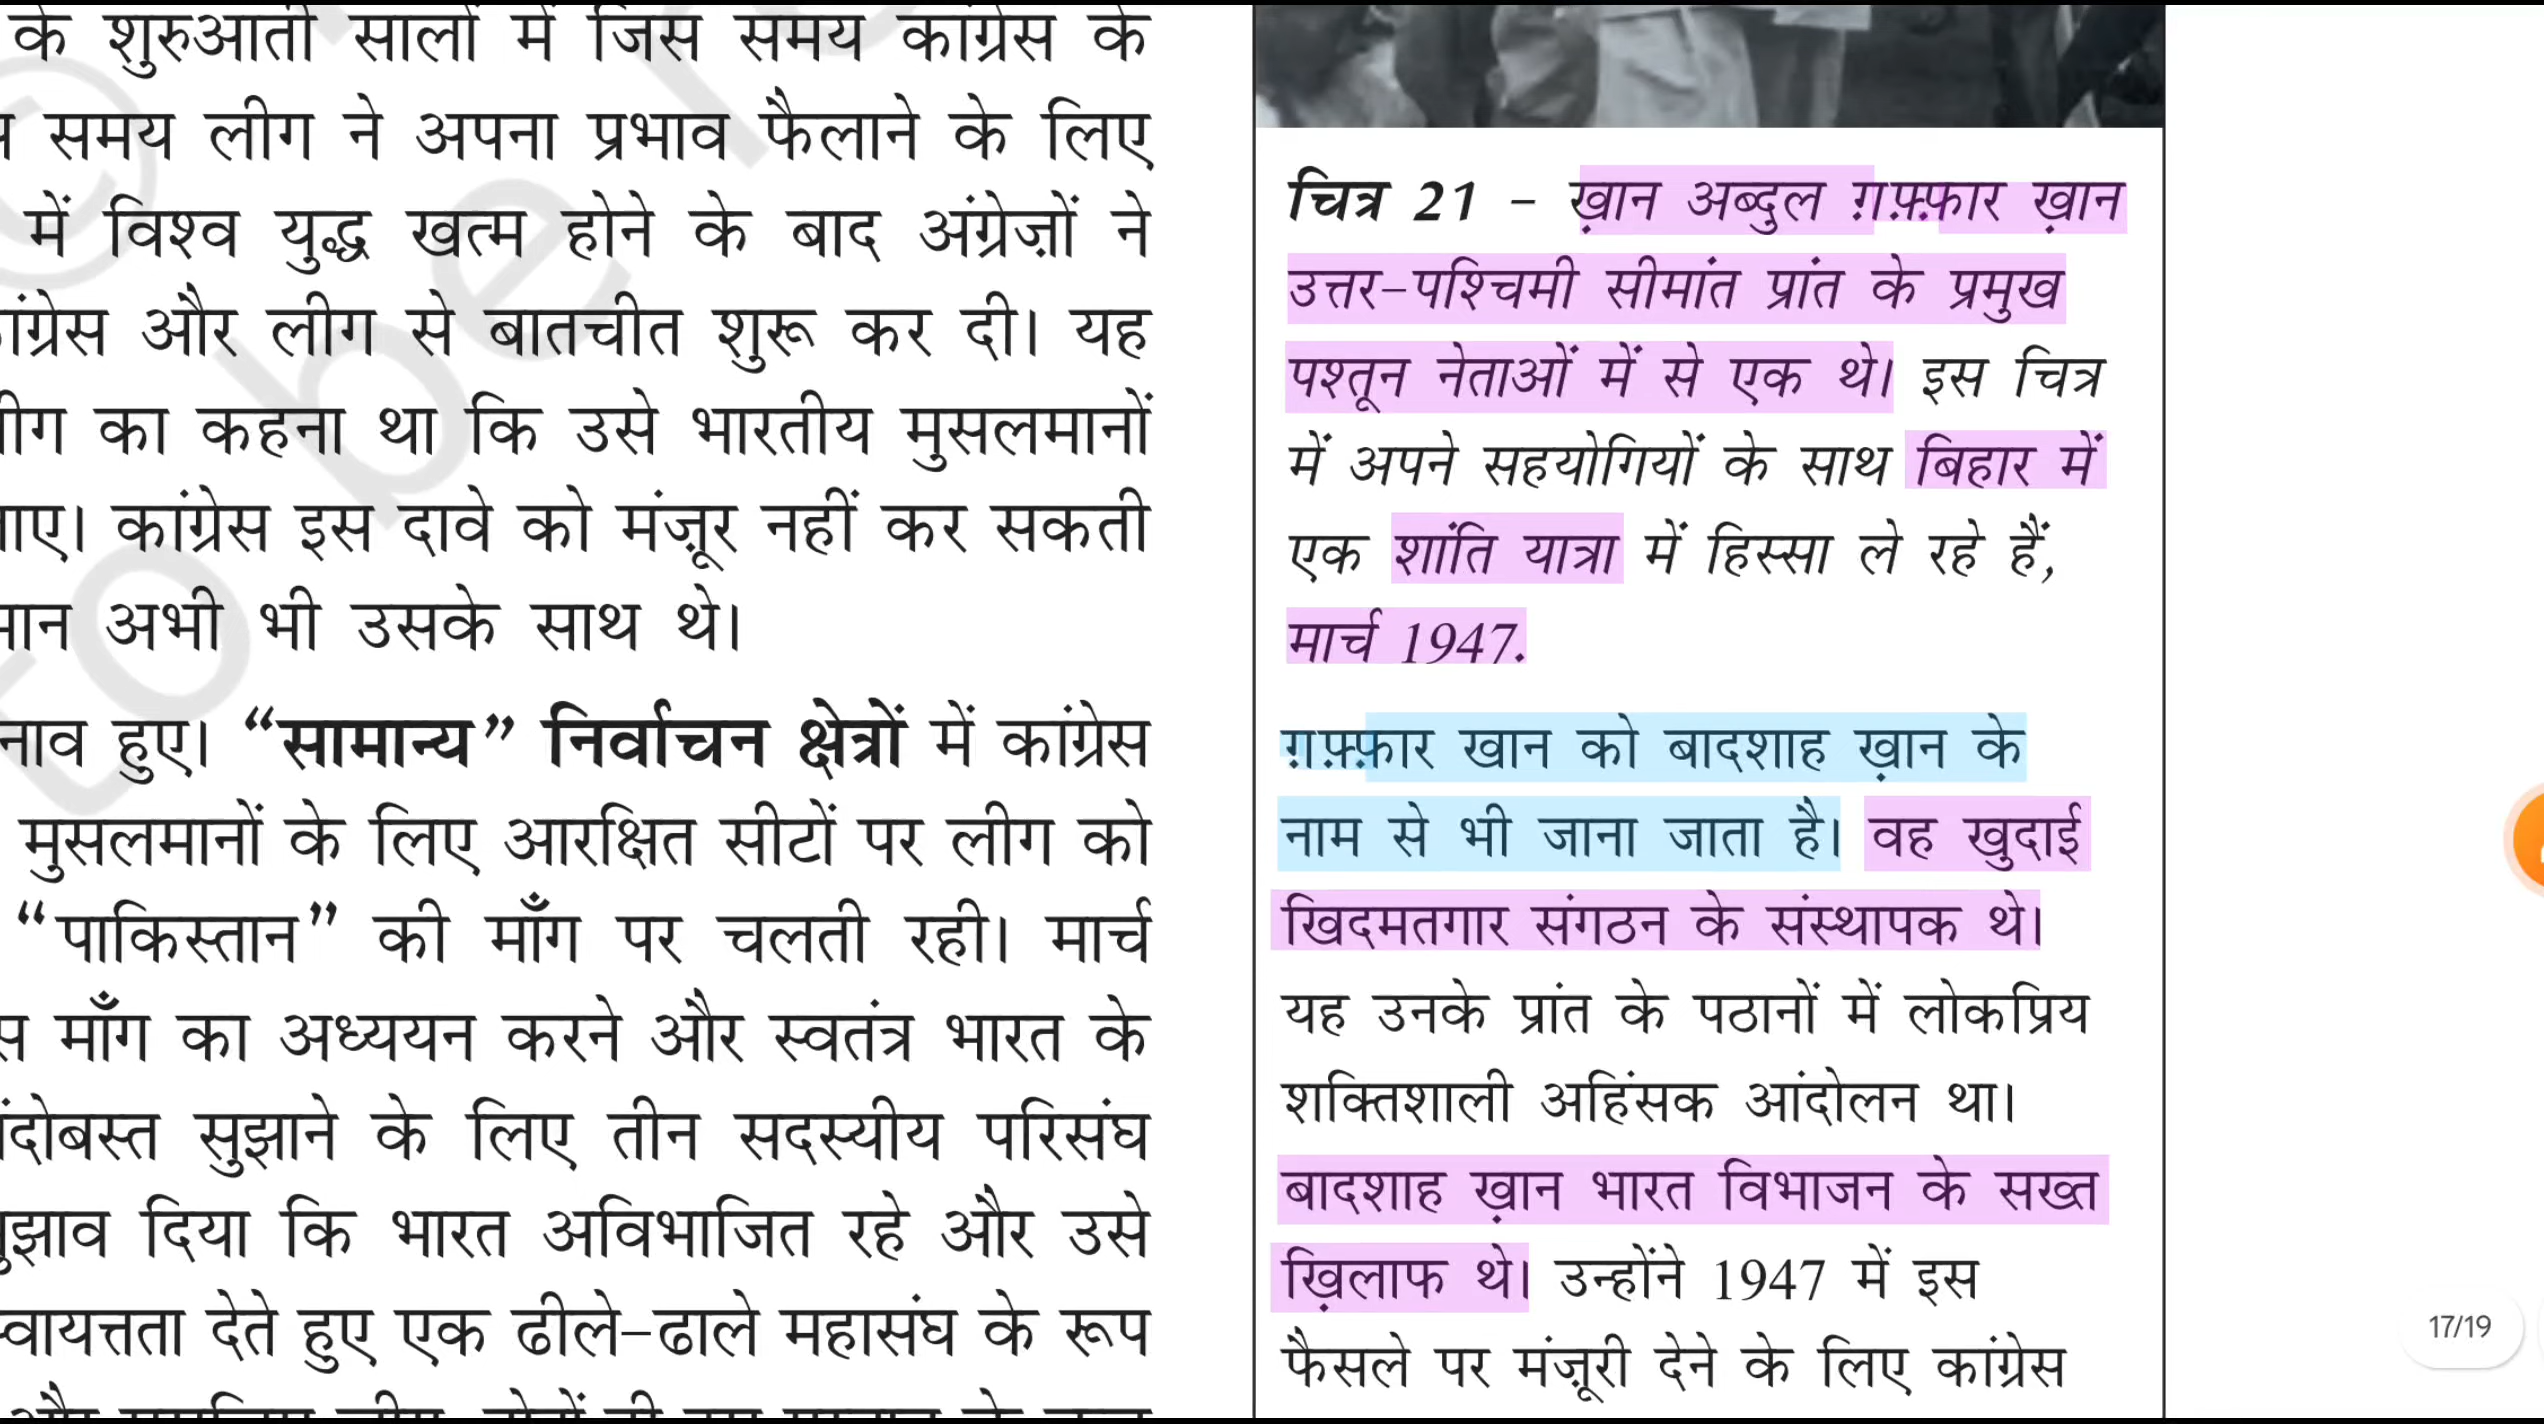 के शुरुआती सालों में जिस समय कांग्रेस के
समय लीग ने अपना प्रभाव फैलाने के लिए
में विश्व युद्ध खत्म होने के बाद अंग्रेज़ों ने
और लीग से बातचीत शुरू कर दी। यह
का कहना था कि उसे भारतीय मुसलमानों
कांग्रेस इस दावे को मंज़ूर नहीं कर सकती
अभी भी उसके साथ थे।
हुए। “सामान्य” निर्वाचन क्षेत्रों में कांग्रेस
मुसलमानों के लिए आरक्षित सीटों पर लीग को
“पाकिस्तान” की माँग पर चलती रही। मार्च
माँग का अध्ययन करने और स्वतंत्र भारत के
सुझाने के लिए तीन सदस्यीय परिसंघ
दिया कि भारत अविभाजित रहे और उसे
देते हुए एक ढीले-ढाले महासंघ के रूप
चित्र 21 - ख़ान अब्दुल ग़फ़्फ़ार ख़ान
उत्तर-पश्चिमी सीमांत प्रांत के प्रमुख
पश्तून नेताओं में से एक थे। इस चित्र
में अपने सहयोगियों के साथ बिहार में
एक शांति यात्रा में हिस्सा ले रहे हैं,
मार्च 1947.
ग़फ़्फ़ार खान को बादशाह ख़ान के
नाम से भी जाना जाता है। वह खुदाई
खिदमतगार संगठन के संस्थापक थे।
यह उनके प्रांत के पठानों में लोकप्रिय
शक्तिशाली अहिंसक आंदोलन था।
बादशाह ख़ान भारत विभाजन के सख्त
ख़िलाफ थे। उन्होंने 1947 में इस
फैसले पर मंज़ूरी देने के लिए कांग्रेस
17/19
to be re